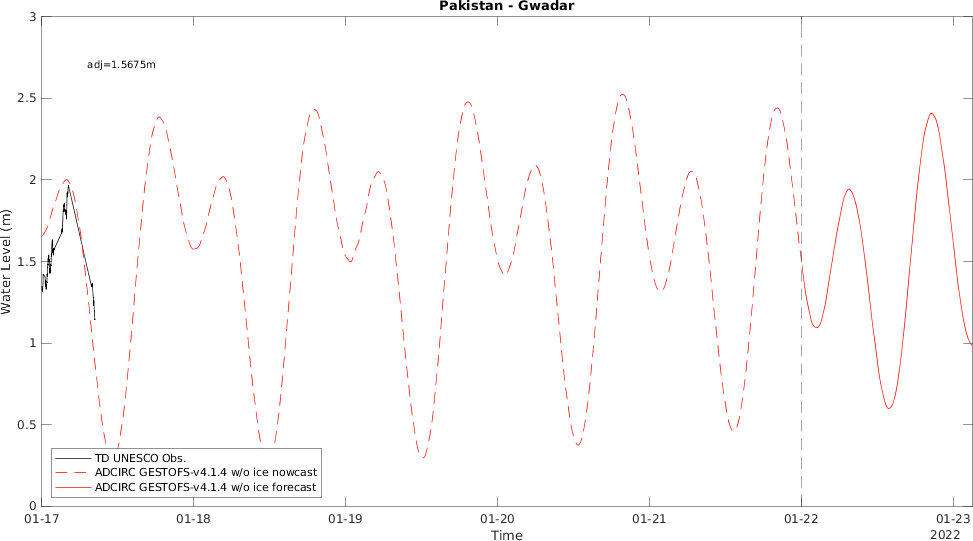 Pakistan - Gwadar
3
adj=1.5675m
2.5
2
1.5
Water Level (m)
1
0.5
TD UNESCO Obs.
ADCIRC GESTOFS-v4.1.4 w/o ice nowcast
ADCIRC GESTOFS-v4.1.4 w/o ice forecast
0
01-17 01-18 01-19 01-20 01-21 01-22 01-23
Time 2022